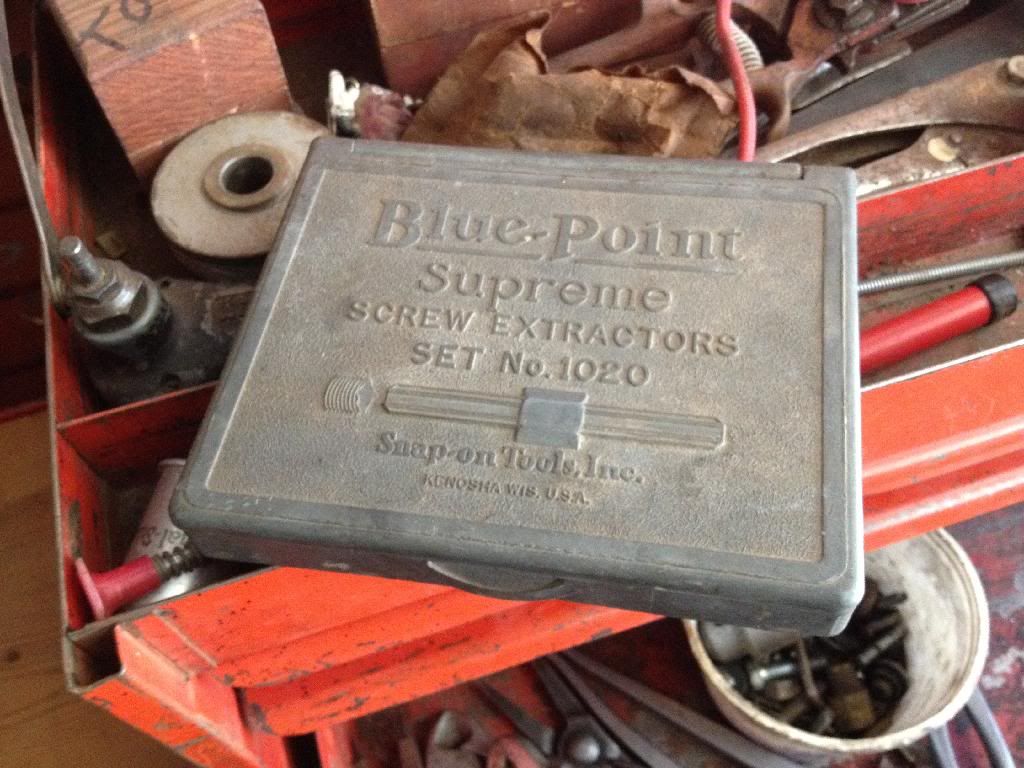 Blue-Point
Supreme
SCREW EXTRACTORS
SET No. 1020
Snap-on Tools, Inc.
KENOSHA WIS. U.S.A.